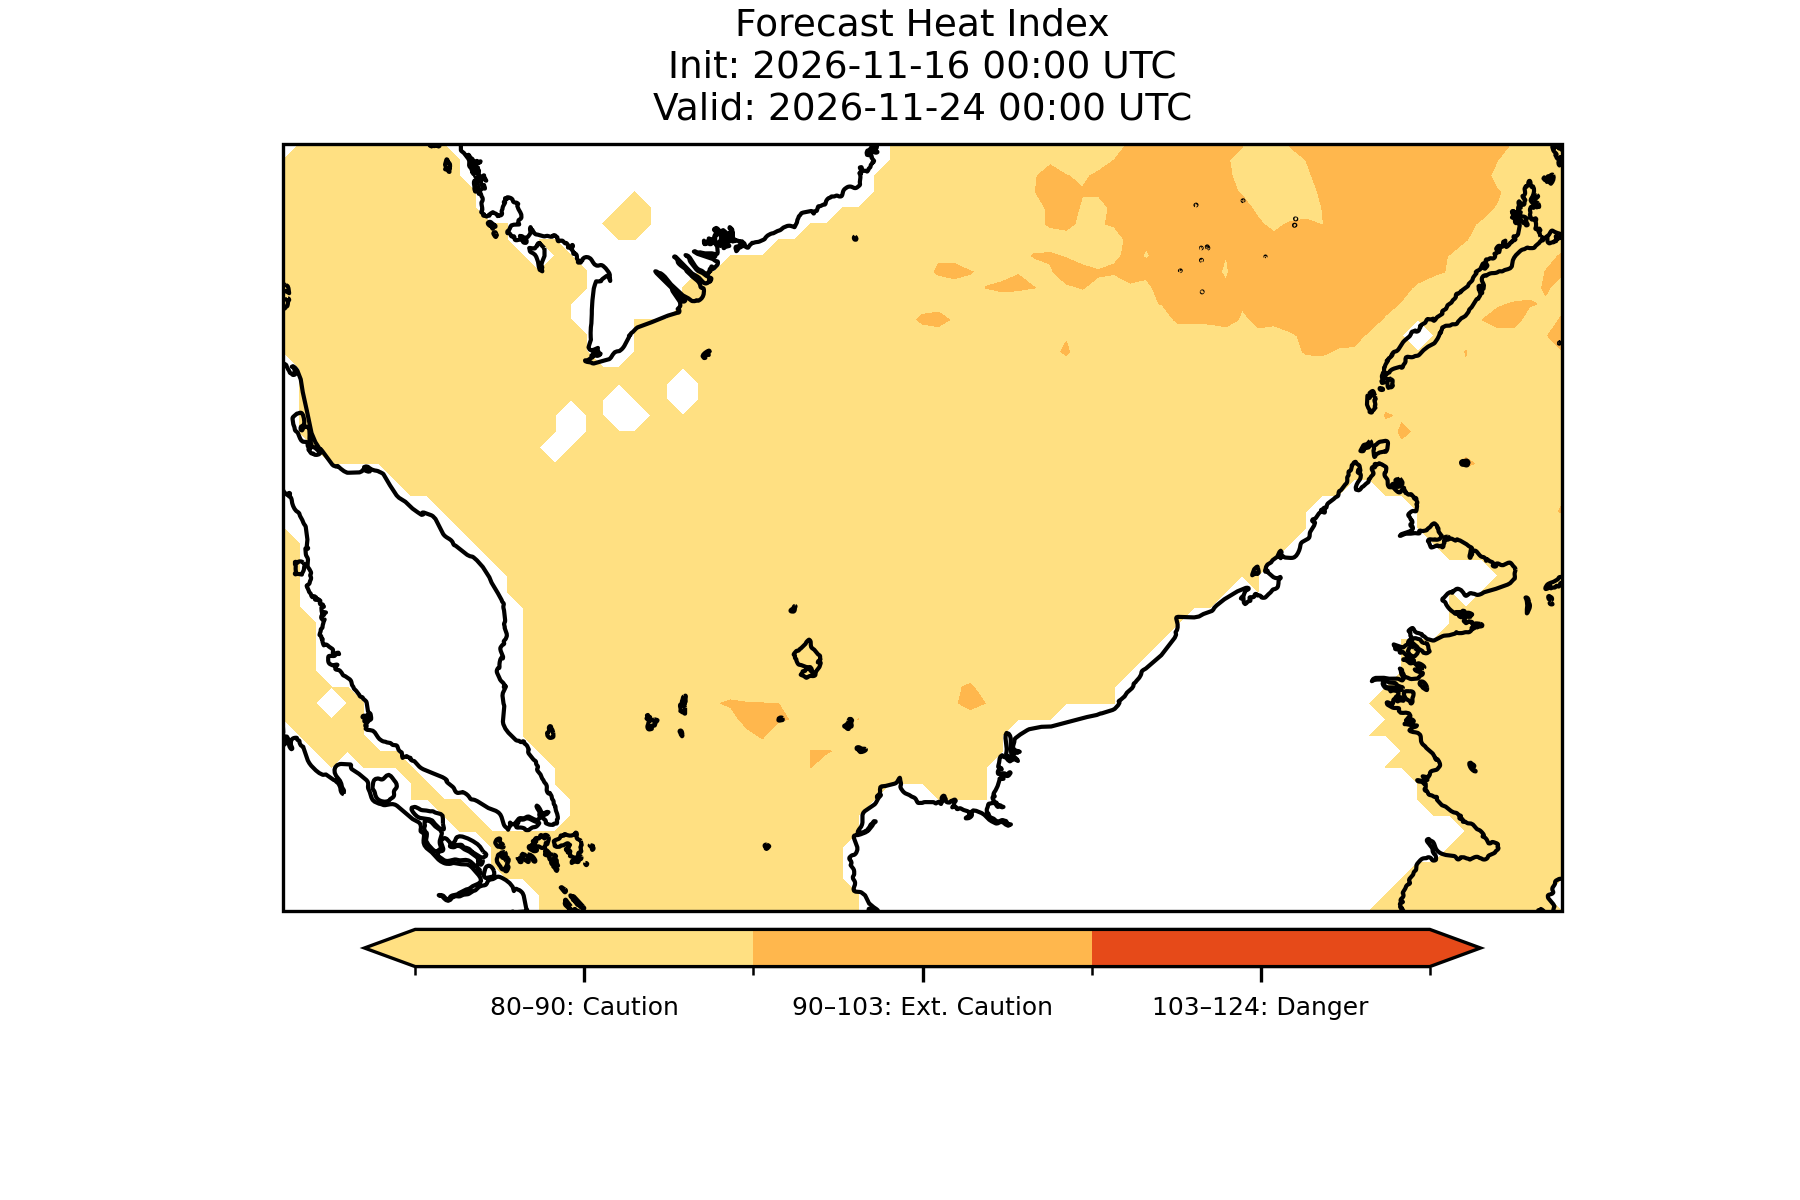 Forecast Heat Index
Init: 2026-11-16 00:00 UTC
Valid: 2026-11-24 00:00 UTC
80–90: Caution
90–103: Ext. Caution
103–124: Danger